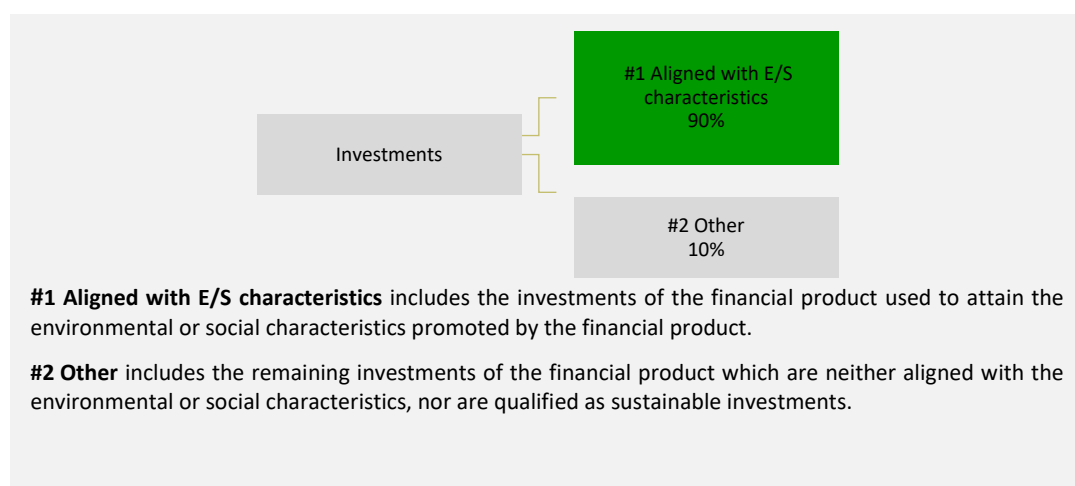 #1 Aligned with E/S
characteristics
90%
Investments
#2 Other
10%
#1 Aligned with E/S characteristics includes the investments of the financial product used to attain the
environmental or social characteristics promoted by the financial product.
#2 Other includes the remaining investments of the financial product which are neither aligned with the
environmental or social characteristics, nor are qualified as sustainable investments.